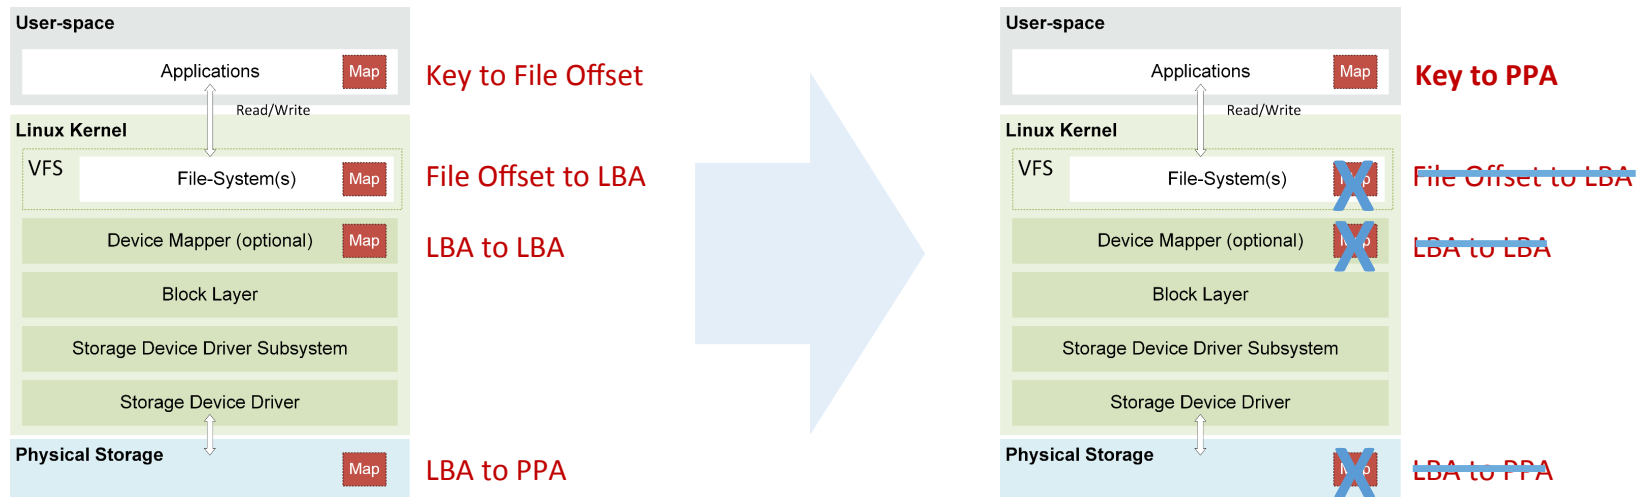 User-space
Applications
Map
Key to File Offset
Read/Write
Linux Kernel
VFS
File-System(s)
Map
File Offset to LBA
Device Mapper (optional)
Map
LBA to LBA
Block Layer
Storage Device Driver Subsystem
Storage Device Driver
Physical Storage
Map
LBA to PPA
User-space
Applications
Map
Key to PPA
Read/Write
Linux Kernel
VFS
File-System(s)
Map
File Offset to LBA
Device Mapper (optional)
Map
LBA to LBA
Block Layer
Storage Device Driver Subsystem
Storage Device Driver
Physical Storage
Map
LBA to PPA